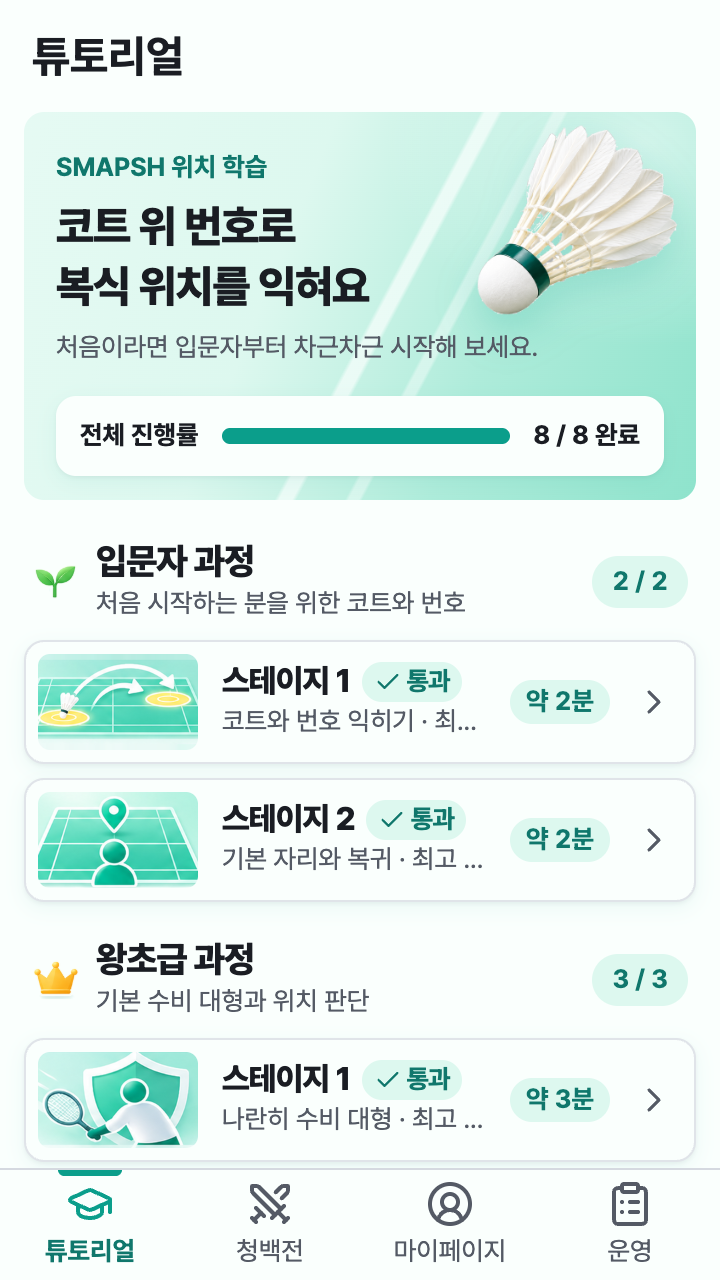 튜토리얼
SMAPSH 위치 학습
코트 위 번호로
복식 위치를 익혀요
처음이라면 입문자부터 차근차근 시작해 보세요.
전체 진행률 8 / 8 완료
입문자 과정
처음 시작하는 분을 위한 코트와 번호
2 / 2
스테이지 1 통과
코트와 번호 익히기 · 최...
약 2분
스테이지 2 통과
기본 자리와 복귀 · 최고 ...
약 2분
왕초급 과정
기본 수비 대형과 위치 판단
3 / 3
스테이지 1 통과
나란히 수비 대형 · 최고 ...
약 3분
튜토리얼 청백전 마이페이지 운영